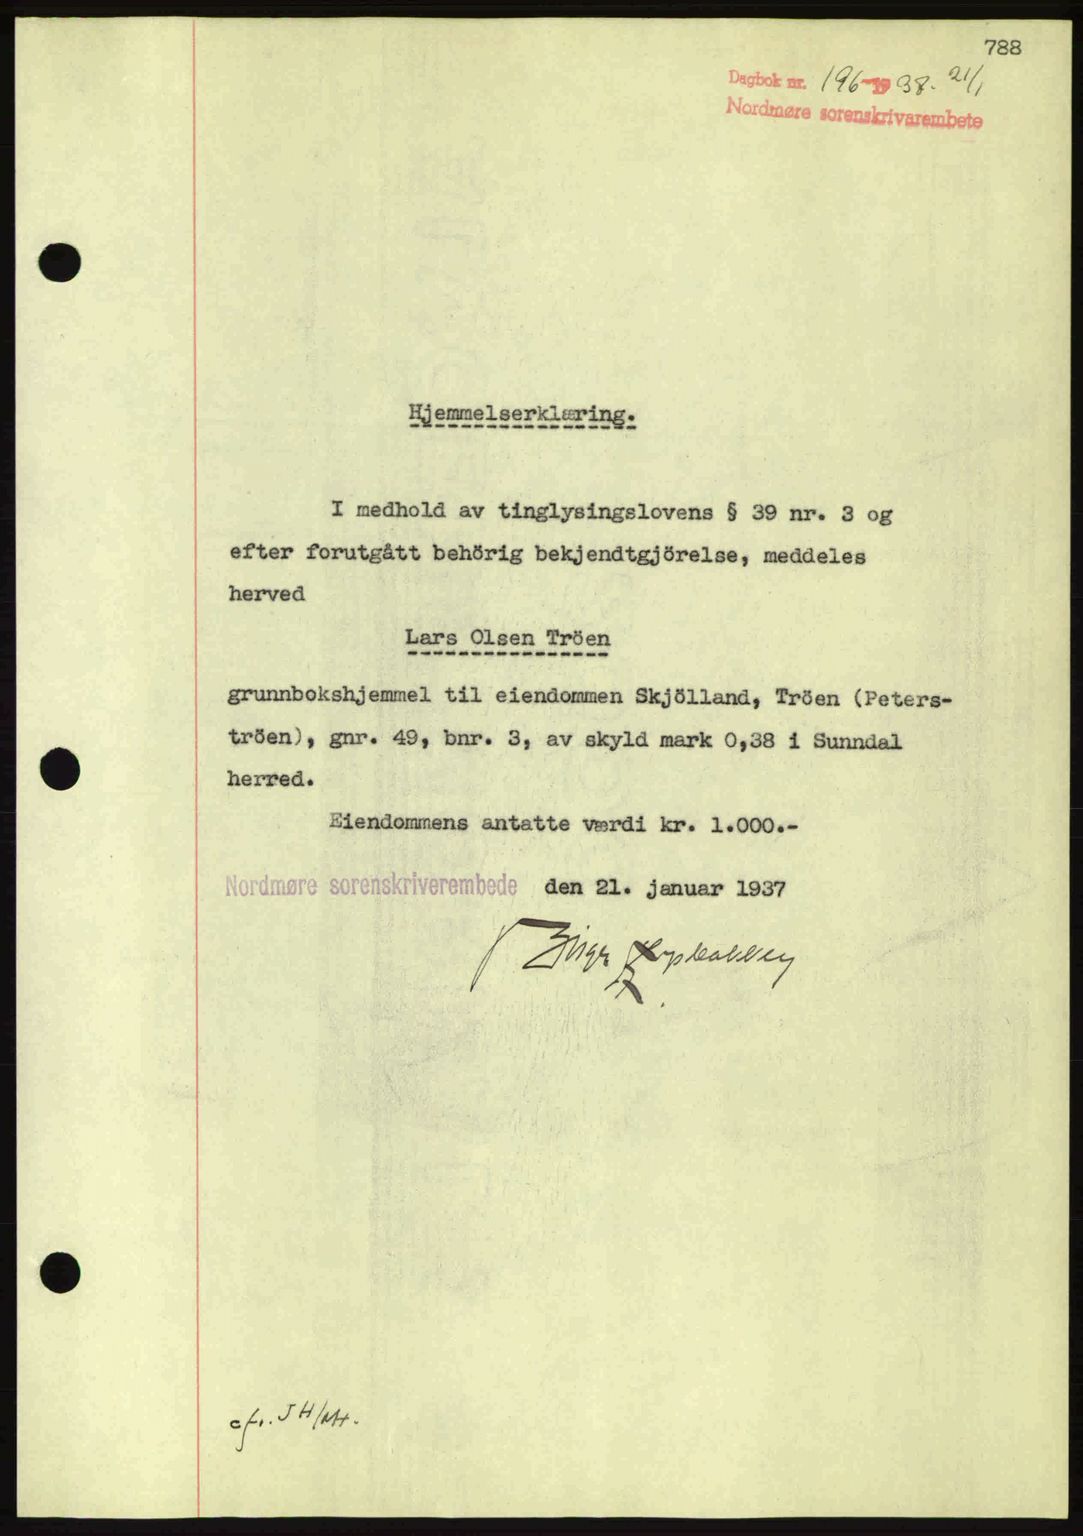 788
Dagbok nr. 196 - 1938. 21/1
Nordmøre sorenskrivarembete
Hjemmelserklæring.
I medhold av tinglysingslovens § 39 nr. 3 og
efter forutgått behörig bekjendtgjörelse, meddeles
herved
Lars Olsen Tröen
grunnbokshjemmel til eiendommen Skjölland, Tröen (Peters-
tröen), gnr. 49, bnr. 3, av skyld mark 0,38 i Sunndal
herred.
Eiendommens antatte værdi kr. 1.000.-
Nordmøre sorenskriverembede den 21. januar 1937
cfr. JH/